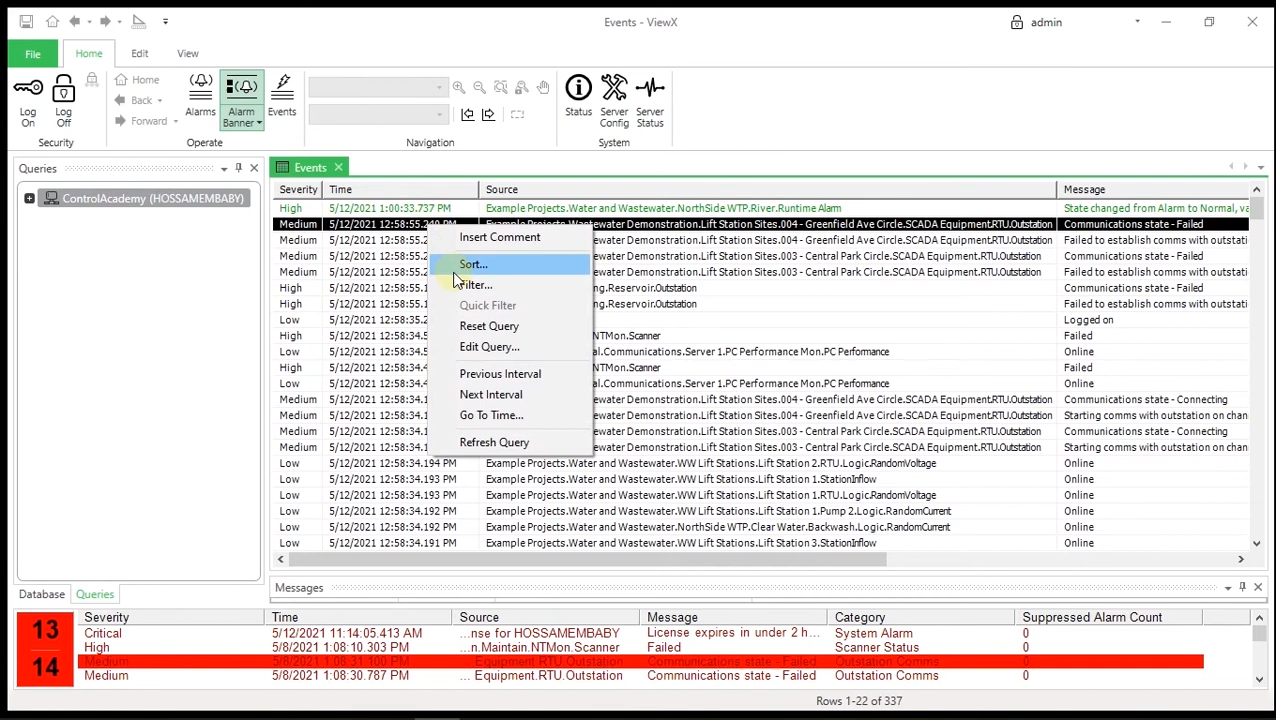 Events - ViewX
admin
File Home Edit View
Log On
Log Off
Home
Back
Forward
Alarms
Alarm Banner
Events
Status
Server Config
Server Status
Security Operate Navigation System
Queries
ControlAcademy (HOSSAMEMBABY)
Database Queries
Events
Severity Time Source Message
High 5/12/2021 1:00:33.737 PM Example Projects.Water and Wastewater.NorthSide WTP.River.Runtime Alarm State changed from Alarm to Normal, va
Medium 5/12/2021 12:58:55.240 PM ewater Demonstration.Lift Station Sites.004 - Greenfield Ave Circle.SCADA Equipment.RTU.Outstation Communications state - Failed
Medium 5/12/2021 12:58:55.2 ewater Demonstration.Lift Station Sites.004 - Greenfield Ave Circle.SCADA Equipment.RTU.Outstation Failed to establish comms with outstat
Medium 5/12/2021 12:58:55.2 ewater Demonstration.Lift Station Sites.003 - Central Park Circle.SCADA Equipment.RTU.Outstation Communications state - Failed
Medium 5/12/2021 12:58:55.2 ewater Demonstration.Lift Station Sites.003 - Central Park Circle.SCADA Equipment.RTU.Outstation Failed to establish comms with outstat
High 5/12/2021 12:58:55. ng.Reservoir.Outstation Communications state - Failed
High 5/12/2021 12:58:55. ng.Reservoir.Outstation Failed to establish comms with outstat
Low 5/12/2021 12:58:50. Logged on
High 5/12/2021 12:58:34.5 .NTMon.Scanner Failed
Low 5/12/2021 12:58:34.5 al.Communications.Server 1.PC Performance Mon.PC Performance Online
High 5/12/2021 12:58:34.4 .NTMon.Scanner Failed
Low 5/12/2021 12:58:34.4 al.Communications.Server 1.PC Performance Mon.PC Performance Online
Medium 5/12/2021 12:58:34. ewater Demonstration.Lift Station Sites.004 - Greenfield Ave Circle.SCADA Equipment.RTU.Outstation Communications state - Connecting
Medium 5/12/2021 12:58:34. ewater Demonstration.Lift Station Sites.004 - Greenfield Ave Circle.SCADA Equipment.RTU.Outstation Starting comms with outstation on chan
Medium 5/12/2021 12:58:34. ewater Demonstration.Lift Station Sites.003 - Central Park Circle.SCADA Equipment.RTU.Outstation Communications state - Connecting
Medium 5/12/2021 12:58:34. ewater Demonstration.Lift Station Sites.003 - Central Park Circle.SCADA Equipment.RTU.Outstation Starting comms with outstation on chan
Low 5/12/2021 12:58:34.194 PM Example Projects.Water and Wastewater.WW Lift Stations.Lift Station 2.RTU.Logic.RandomVoltage Online
Low 5/12/2021 12:58:34.193 PM Example Projects.Water and Wastewater.WW Lift Stations.Lift Station 1.StationInflow Online
Low 5/12/2021 12:58:34.193 PM Example Projects.Water and Wastewater.WW Lift Stations.Lift Station 1.RTU.Logic.RandomVoltage Online
Low 5/12/2021 12:58:34.192 PM Example Projects.Water and Wastewater.WW Lift Stations.Lift Station 1.Pump 2.Logic.RandomCurrent Online
Low 5/12/2021 12:58:34.192 PM Example Projects.Water and Wastewater.NorthSide WTP.Clear Water.Backwash.Logic.RandomCurrent Online
Low 5/12/2021 12:58:34.191 PM Example Projects.Water and Wastewater.WW Lift Stations.Lift Station 3.StationInflow Online
Insert Comment
Sort...
Filter...
Quick Filter
Reset Query
Edit Query...
Previous Interval
Next Interval
Go To Time...
Refresh Query
Messages
13
14
Severity Time Source Message Category Suppressed Alarm Count
Critical 5/12/2021 11:14:05.413 AM ...nse for HOSSAMEMBABY License expires in under 2 h... System Alarm 0
High 5/8/2021 1:08:10.303 PM ...n.Maintain.NTMon.Scanner Failed Scanner Status 0
Medium 5/8/2021 1:08:31.100 PM ... Equipment.RTU.Outstation Communications state - Failed Outstation Comms 0
Medium 5/8/2021 1:08:30.787 PM ... Equipment.RTU.Outstation Communications state - Failed Outstation Comms 0
Rows 1-22 of 337